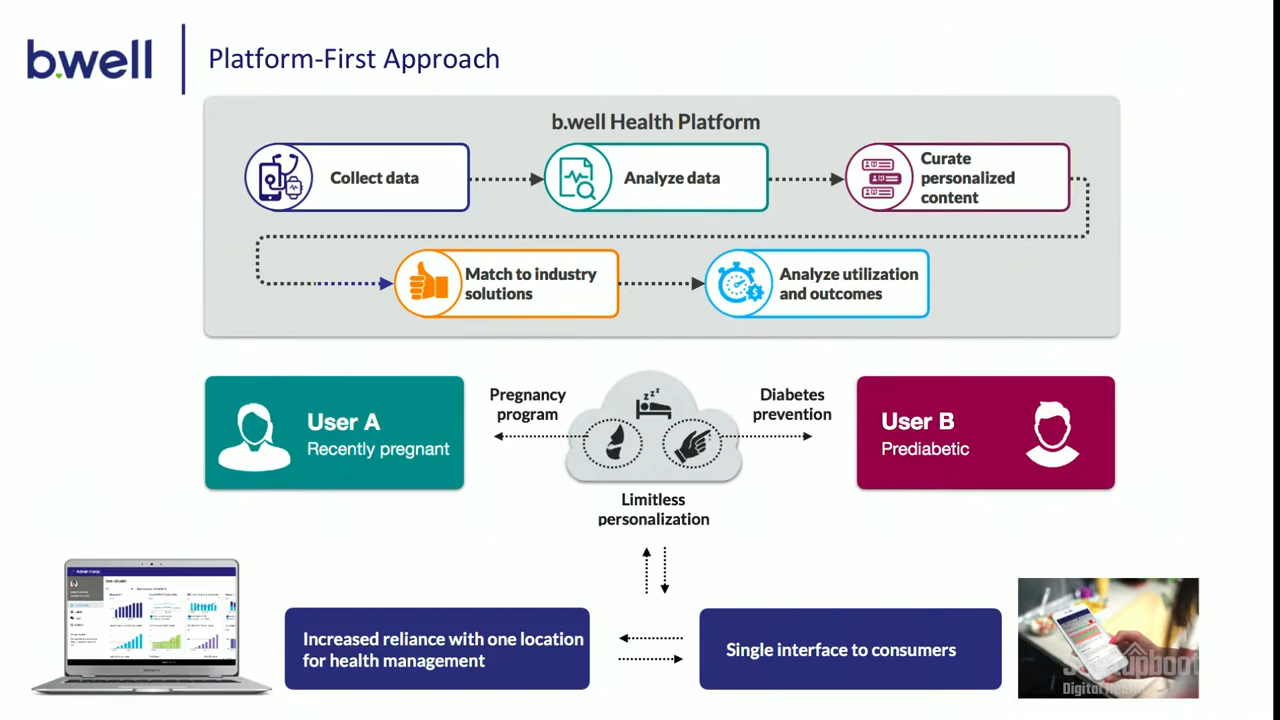 b.well
Platform-First Approach
b.well Health Platform
Collect data
Analyze data
Curate
personalized
content
Match to industry
solutions
Analyze utilization
and outcomes
User A
Recently pregnant
Pregnancy
program
Diabetes
prevention
User B
Prediabetic
Limitless
personalization
Increased reliance with one location
for health management
Single interface to consumers
Digital Health